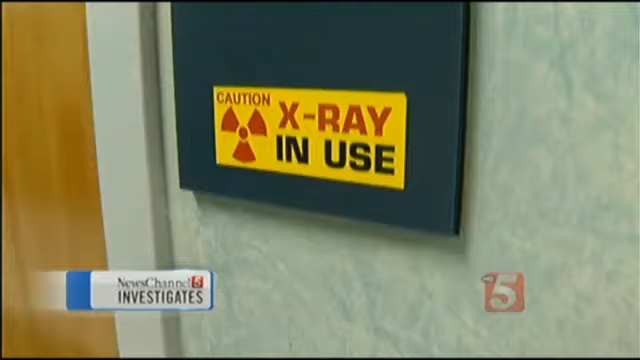 CAUTION
X-RAY
IN USE
NewsChannel 5
INVESTIGATES
5